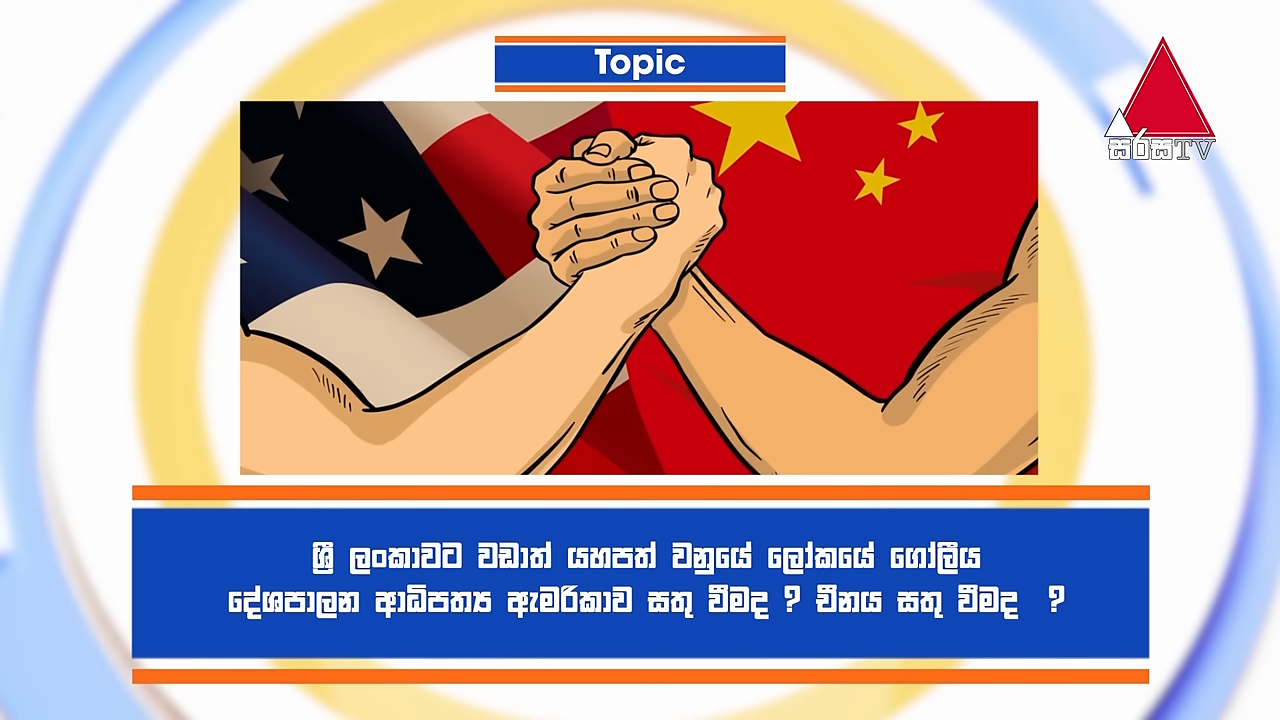 Topic
සිරස TV
ශ්‍රී ලංකාවට වඩාත් යහපත් වනුයේ ලෝකයේ ගෝලීය
දේශපාලන ආධිපත්‍ය ඇමරිකාව සතු වීමද ? චීනය සතු වීමද ?